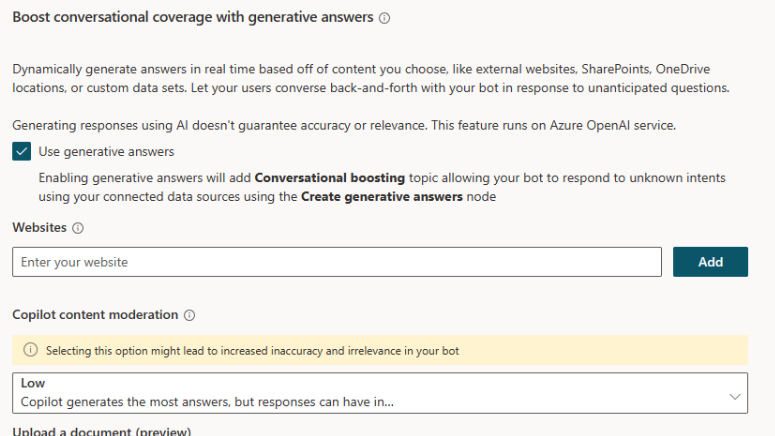 Boost conversational coverage with generative answers
Dynamically generate answers in real time based off of content you choose, like external websites, SharePoints, OneDrive
locations, or custom data sets. Let your users converse back-and-forth with your bot in response to unanticipated questions.
Generating responses using AI doesn't guarantee accuracy or relevance. This feature runs on Azure OpenAI service.
Use generative answers
Enabling generative answers will add Conversational boosting topic allowing your bot to respond to unknown intents
using your connected data sources using the Create generative answers node
Websites
Enter your website
Add
Copilot content moderation
Selecting this option might lead to increased inaccuracy and irrelevance in your bot
Low
Copilot generates the most answers, but responses can have in...
Upload a document (preview)